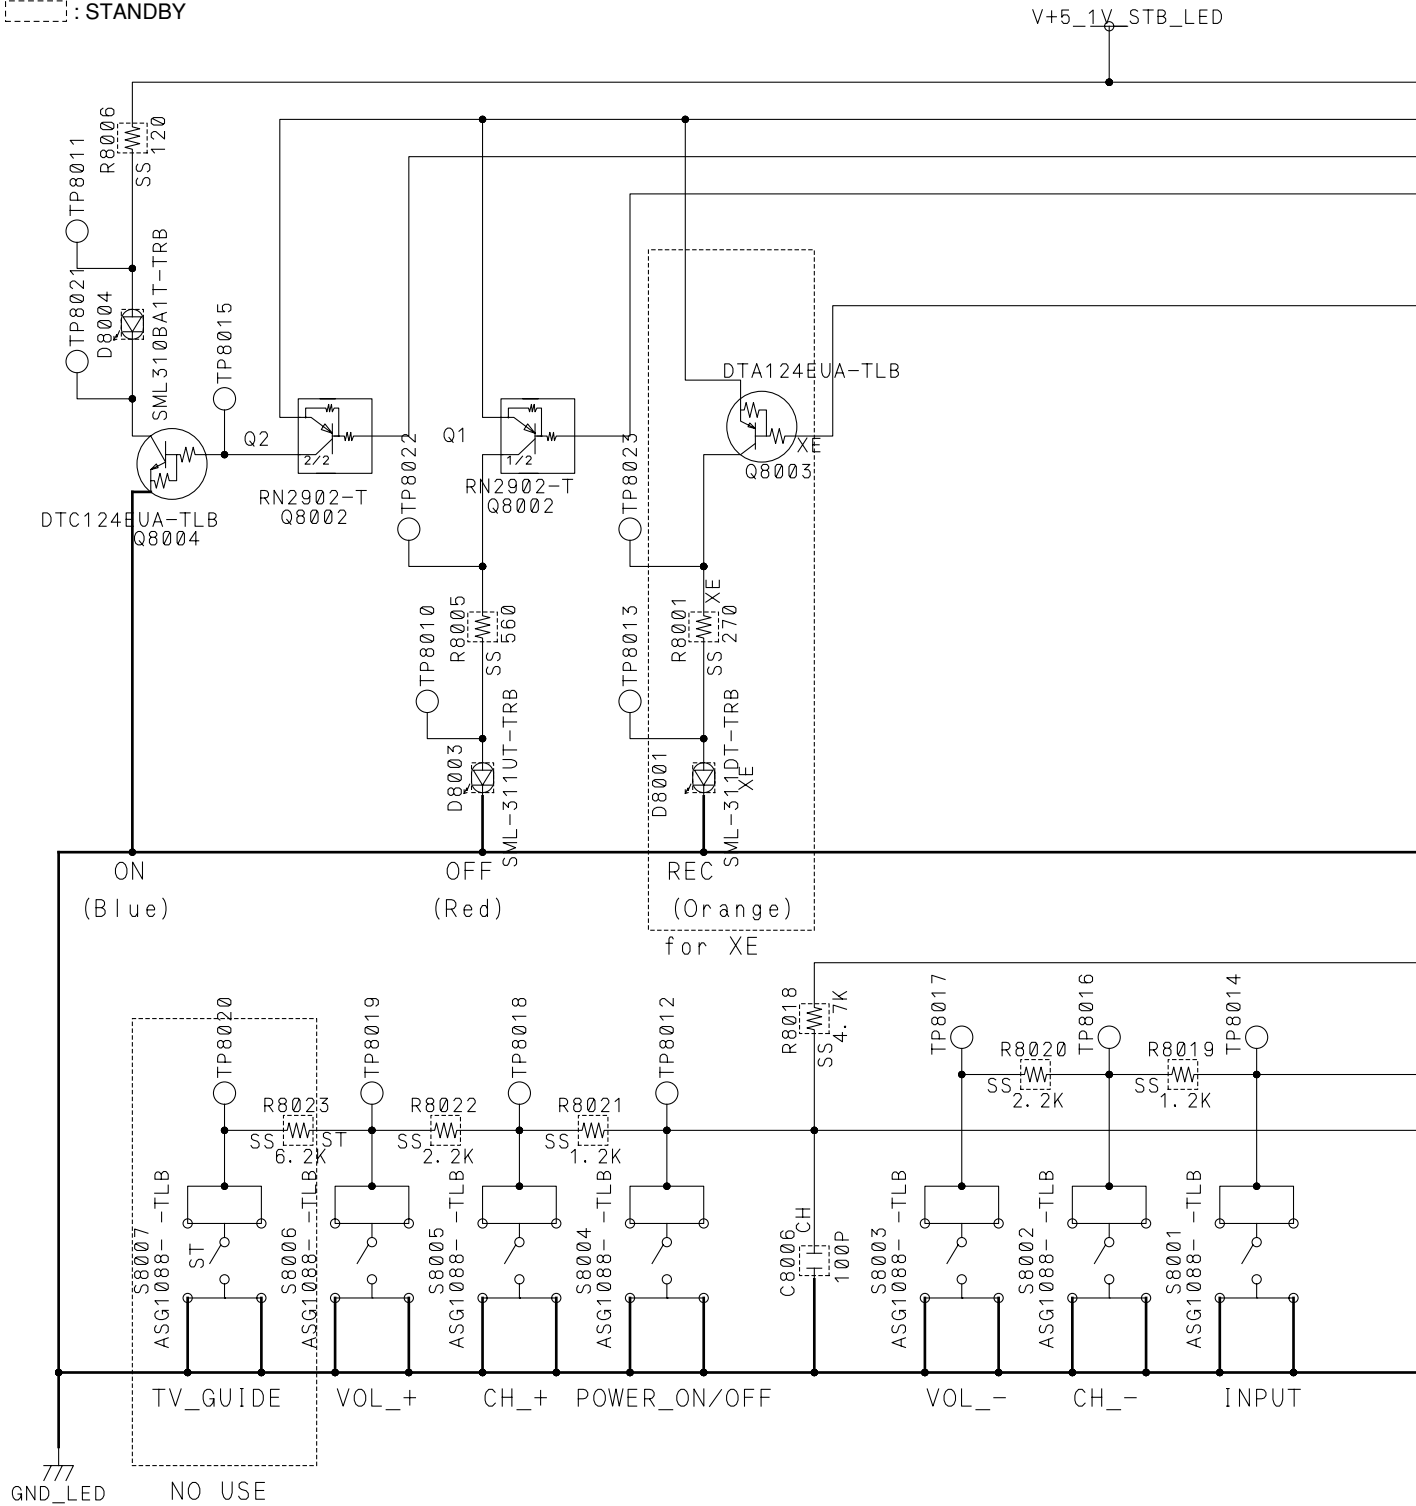 : STANDBY
V+5_1V_STB_LED
R8006
120
SS
TP8011
TP8021
D8004
SML310BA1T-TRB
TP8015
DTC124EUA-TLB
Q8004
Q2
2/2
RN2902-T
Q8002
TP8022
Q1
1/2
RN2902-T
Q8002
TP8023
DTA124EUA-TLB
XE
Q8003
TP8010
R8005
560
SS
D8003
SML-311UT-TRB
TP8013
R8001
XE
270
SS
D8001
SML-311DT-TRB
XE
ON
(Blue)
OFF
(Red)
REC
(Orange)
for XE
TP8020
TP8019
TP8018
TP8012
R8018
4.7K
SS
TP8017
TP8016
TP8014
R8020
SS
2.2K
R8019
SS
1.2K
R8023
SS
ST
6.2K
R8022
SS
2.2K
R8021
SS
1.2K
S8007
ASG1088- -TLB
ST
S8006
ASG1088- -TLB
S8005
ASG1088- -TLB
S8004
ASG1088- -TLB
C8006
CH
100P
S8003
ASG1088- -TLB
S8002
ASG1088- -TLB
S8001
ASG1088- -TLB
TV_GUIDE
VOL_+
CH_+
POWER_ON/OFF
VOL_-
CH_-
INPUT
GND_LED
NO USE